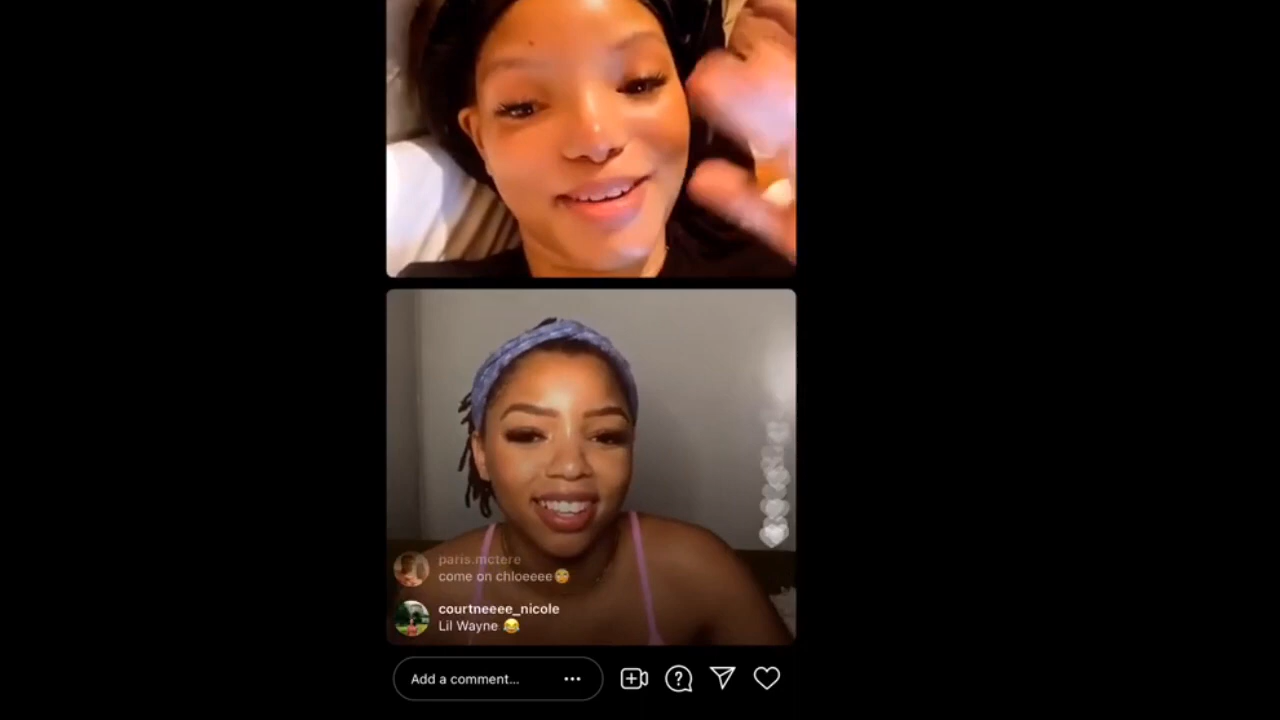 paris.mctere
come on chloeeee🙄
courtneeee_nicole
Lil Wayne 😂
Add a comment...